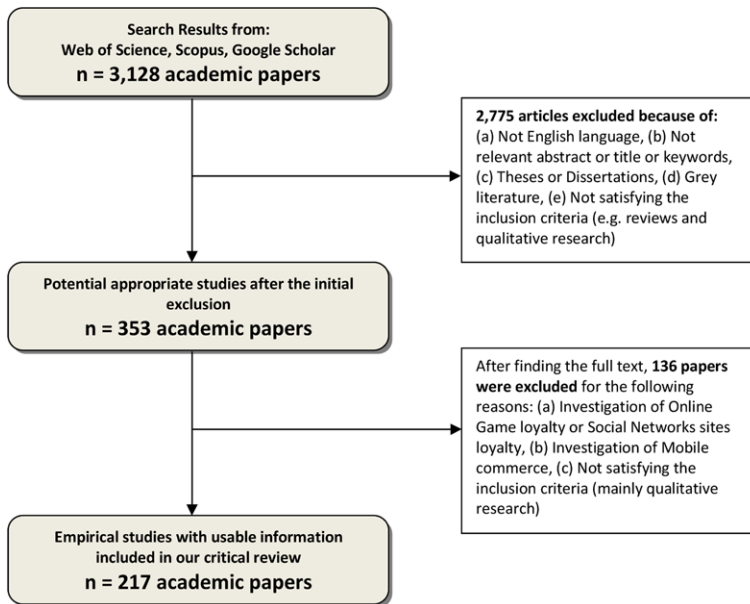 Search Results from:
Web of Science, Scopus, Google Scholar
n = 3,128 academic papers
2,775 articles excluded because of:
(a) Not English language, (b) Not
relevant abstract or title or keywords,
(c) Theses or Dissertations, (d) Grey
literature, (e) Not satisfying the
inclusion criteria (e.g. reviews and
qualitative research)
Potential appropriate studies after the initial
exclusion
n = 353 academic papers
After finding the full text, 136 papers
were excluded for the following
reasons: (a) Investigation of Online
Game loyalty or Social Networks sites
loyalty, (b) Investigation of Mobile
commerce, (c) Not satisfying the
inclusion criteria (mainly qualitative
research)
Empirical studies with usable information
included in our critical review
n = 217 academic papers